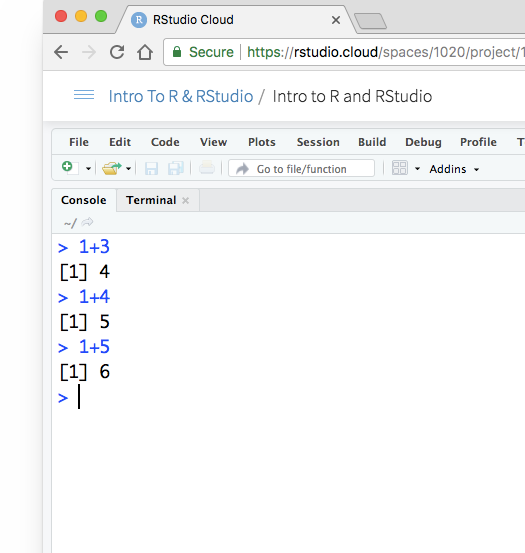 R RStudio Cloud
Secure https://rstudio.cloud/spaces/1020/project/1
Intro To R & RStudio / Intro to R and RStudio
File Edit Code View Plots Session Build Debug Profile T
Go to file/function Addins
Console Terminal
~/
> 1+3
[1] 4
> 1+4
[1] 5
> 1+5
[1] 6
>